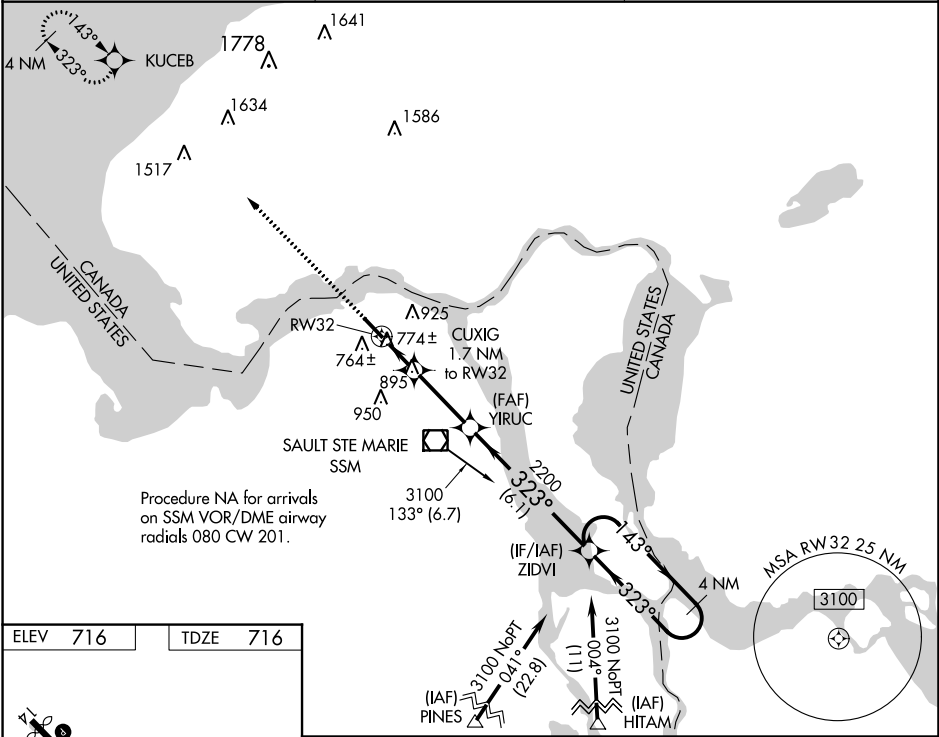 143°
323°
4 NM
KUCEB
1641
1778
1634
1586
1517
CANADA
UNITED STATES
UNITED STATES
CANADA
RW32
925
774±
764±
CUXIG
1.7 NM
to RW32
895
950
(FAF)
YIRUC
SAULT STE MARIE
SSM
2200
323°
(6.1)
3100
133° (6.7)
Procedure NA for arrivals
on SSM VOR/DME airway
radials 080 CW 201.
(IF/IAF)
ZIDVI
143°
323°
4 NM
MSA RW32 25 NM
3100
3100 NoPT
041°
(22.8)
(IAF)
PINES
3100 NoPT
004°
(11)
(IAF)
HITAM
ELEV 716
TDZE 716
14
P